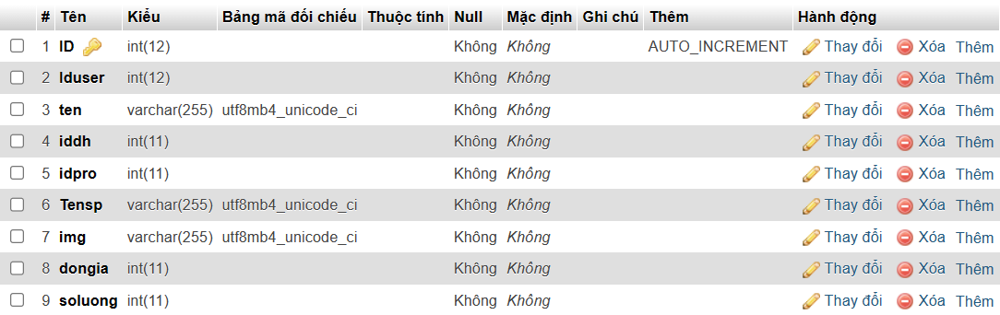 # Tên Kiểu Bảng mã đối chiếu Thuộc tính Null Mặc định Ghi chú Thêm Hành động
1 ID int(12) Không Không AUTO_INCREMENT Thay đổi Xóa Thêm
2 Iduser int(12) Không Không Thay đổi Xóa Thêm
3 ten varchar(255) utf8mb4_unicode_ci Không Không Thay đổi Xóa Thêm
4 iddh int(11) Không Không Thay đổi Xóa Thêm
5 idpro int(11) Không Không Thay đổi Xóa Thêm
6 Tensp varchar(255) utf8mb4_unicode_ci Không Không Thay đổi Xóa Thêm
7 img varchar(255) utf8mb4_unicode_ci Không Không Thay đổi Xóa Thêm
8 dongia int(11) Không Không Thay đổi Xóa Thêm
9 soluong int(11) Không Không Thay đổi Xóa Thêm